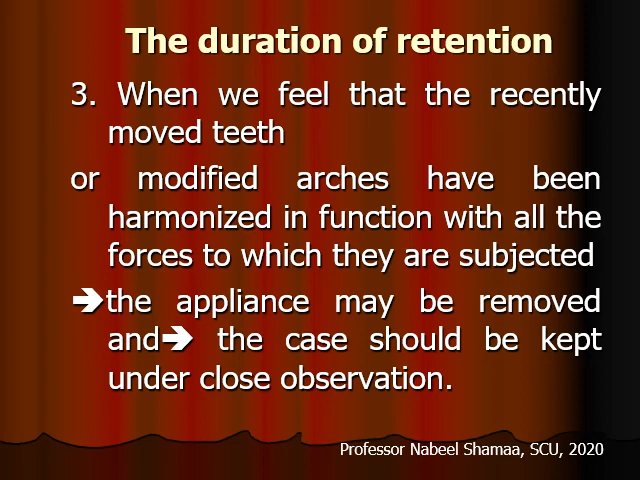 The duration of retention
3. When we feel that the recently
moved teeth
or modified arches have been
harmonized in function with all the
forces to which they are subjected
➔the appliance may be removed
and➔ the case should be kept
under close observation.
Professor Nabeel Shamaa, SCU, 2020